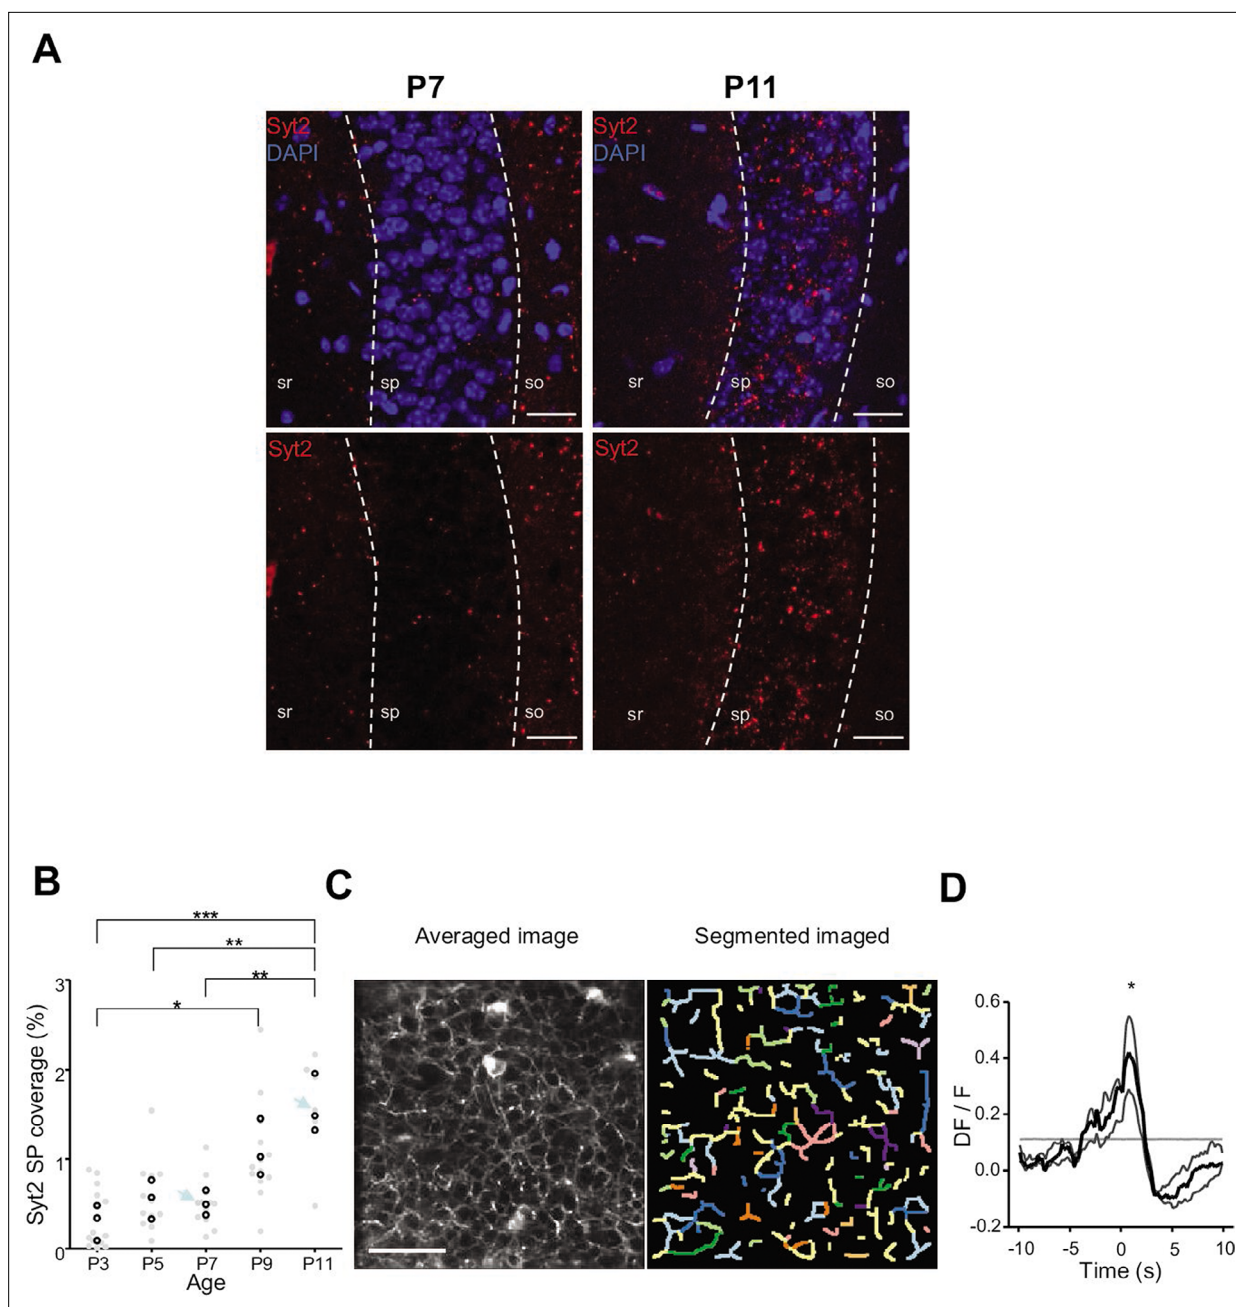 A
P7
P11
Syt2
DAPI
Syt2
DAPI
sr
sp
so
sr
sp
so
Syt2
Syt2
sr
sp
so
sr
sp
so
B
***
**
**
*
Syt2 SP coverage (%)
3
2
1
0
P3
P5
P7
P9
P11
Age
C
Averaged image
Segmented imaged
D
*
DF / F
0.6
0.4
0.2
0.0
-0.2
-10
-5
0
5
10
Time (s)